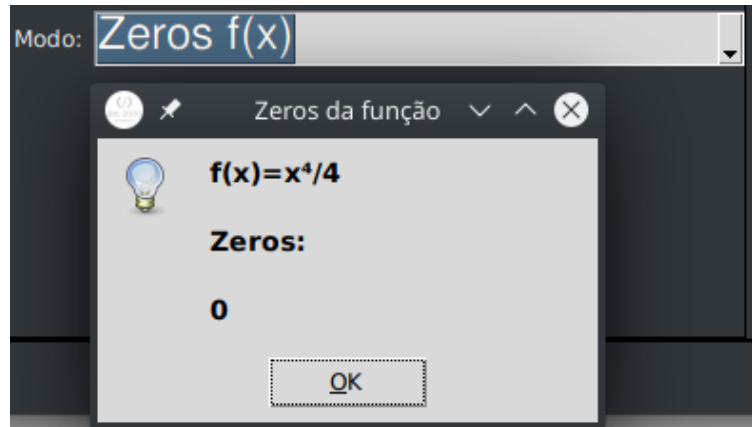 Modo: Zeros f(x)
Zeros da função
f(x)=x⁴/4
Zeros:
0
OK